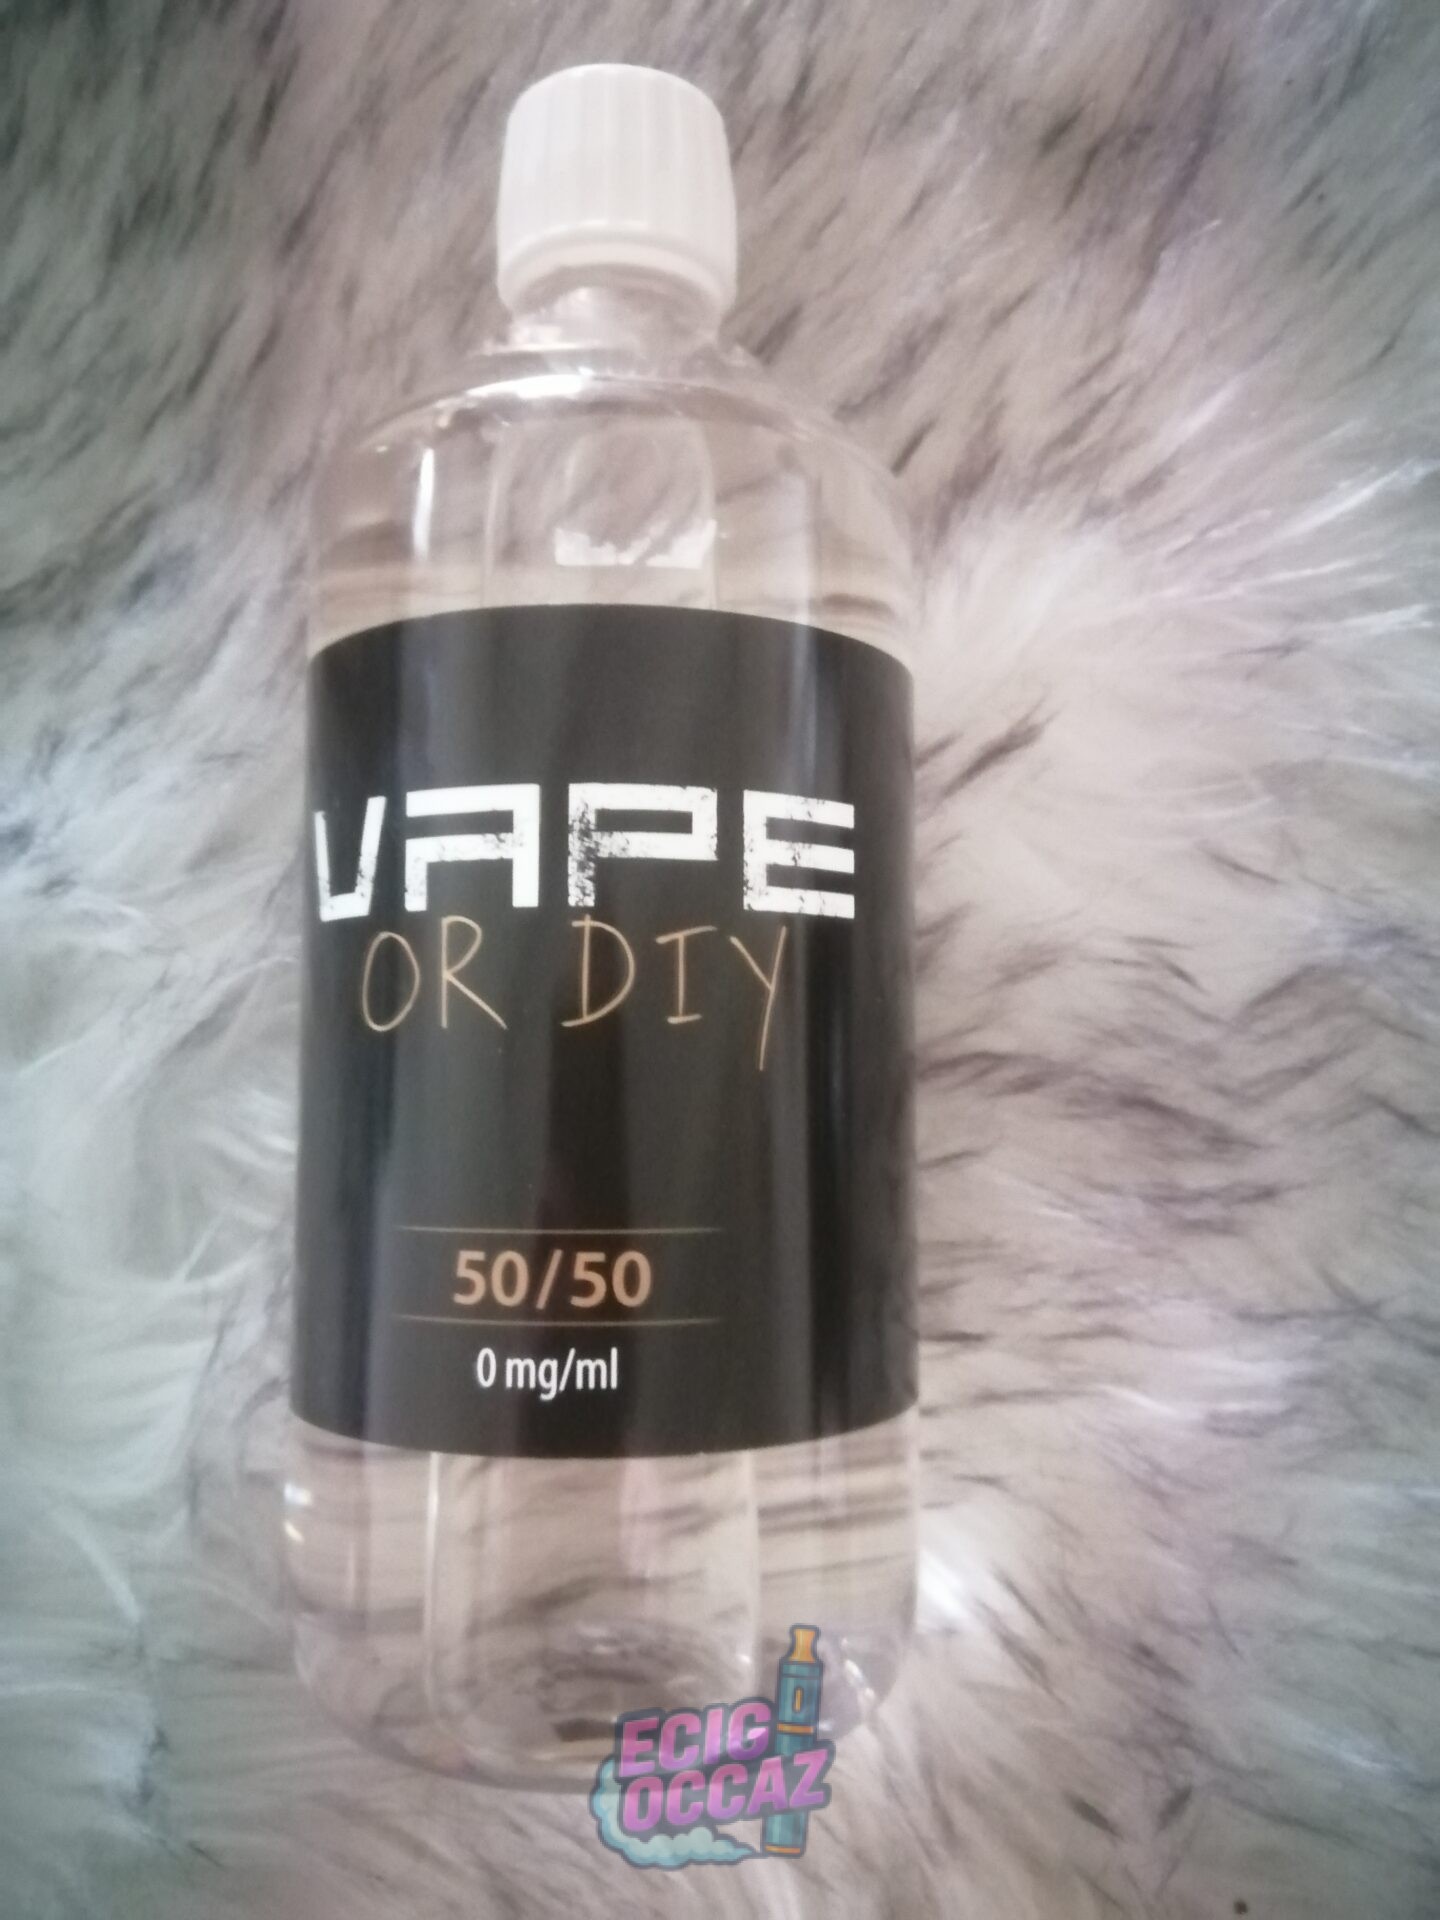 VAPE
OR DIY
50/50
0 mg/ml
ECIG
OCCAZ